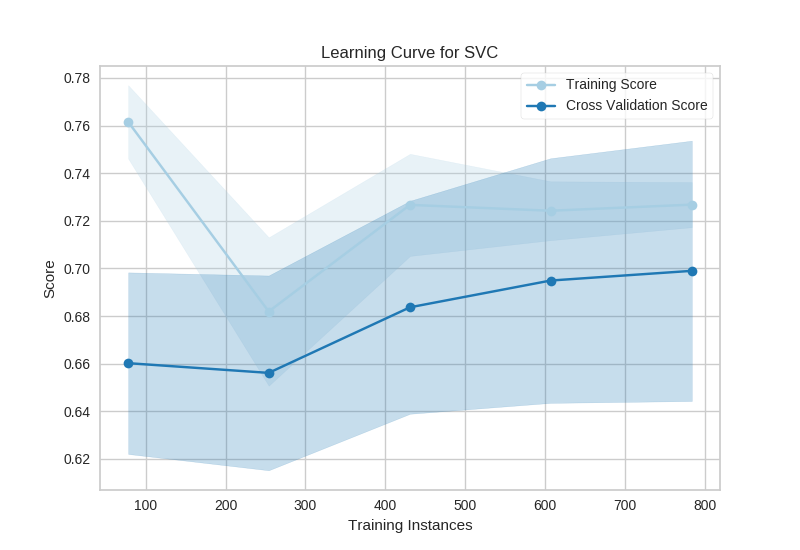 Learning Curve for SVC
Training Score
Cross Validation Score
0.78
0.76
0.74
0.72
0.70
0.68
0.66
0.64
0.62
Score
100 200 300 400 500 600 700 800
Training Instances